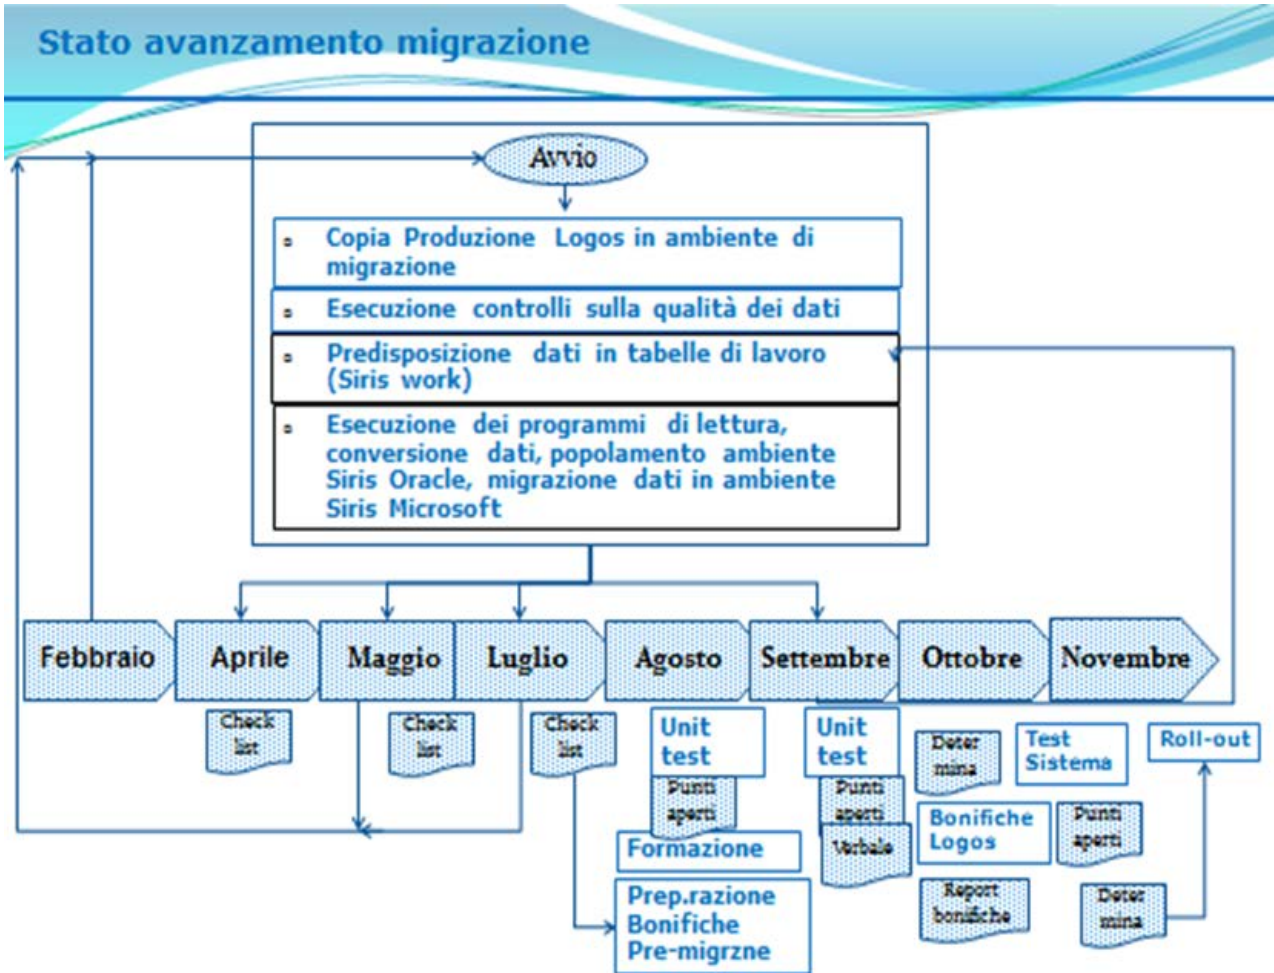 Stato avanzamento migrazione
Avvio
Copia Produzione Logos in ambiente di
migrazione
Esecuzione controlli sulla qualità dei dati
Predisposizione dati in tabelle di lavoro
(Siris work)
Esecuzione dei programmi di lettura,
conversione dati, popolamento ambiente
Siris Oracle, migrazione dati in ambiente
Siris Microsoft
Febbraio
Aprile
Maggio
Luglio
Agosto
Settembre
Ottobre
Novembre
Check
list
Check
list
Check
list
Unit
test
Punti
aperti
Formazione
Prep.razione
Bonifiche
Pre-migrzne
Unit
test
Punti
aperti
Verbale
Deter
mina
Bonifiche
Logos
Report
bonifiche
Test
Sistema
Punti
aperti
Deter
mina
Roll-out